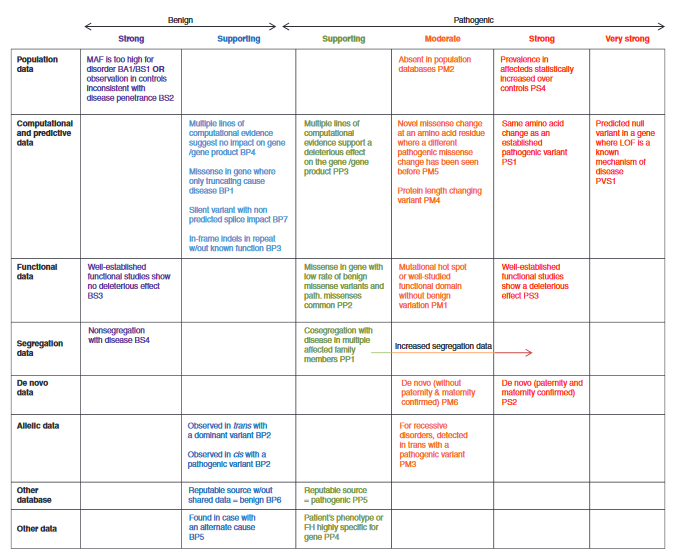 Benign
Pathogenic
Strong
Supporting
Supporting
Moderate
Strong
Very strong
Population
data
MAF is too high for
disorder BA1/BS1 OR
observation in controls
inconsistent with
disease penetrance BS2
Absent in population
databases PM2
Prevalence in
affecteds statistically
increased over
controls PS4
Computational
and predictive
data
Multiple lines of
computational evidence
suggest no impact on gene
/gene product BP4
Missense in gene where
only truncating cause
disease BP1
Silent variant with non
predicted splice impact BP7
In-frame indels in repeat
w/out known function BP3
Multiple lines of
computational
evidence support a
deleterious effect
on the gene /gene
product PP3
Novel missense change
at an amino acid residue
where a different
pathogenic missense
change has been seen
before PM5
Protein length changing
variant PM4
Same amino acid
change as an
established
pathogenic variant
PS1
Predicted null
variant in a gene
where LOF is a
known
mechanism of
disease
PVS1
Functional
data
Well-established
functional studies show
no deleterious effect
BS3
Missense in gene with
low rate of benign
missense variants and
path. missenses
common PP2
Mutational hot spot
or well-studied
functional domain
without benign
variation PM1
Well-established
functional studies
show a deleterious
effect PS3
Segregation
data
Nonsegregation
with disease BS4
Cosegregation with
disease in multiple
affected family
members PP1
Increased segregation data
De novo
data
De novo (without
paternity & maternity
confirmed) PM6
De novo (paternity and
maternity confirmed)
PS2
Allelic data
Observed in trans with
a dominant variant BP2
Observed in cis with a
pathogenic variant BP2
For recessive
disorders, detected
in trans with a
pathogenic variant
PM3
Other
database
Reputable source w/out
shared data = benign BP6
Reputable source
= pathogenic PP5
Other data
Found in case with
an alternate cause
BP5
Patient's phenotype or
FH highly specific for
gene PP4